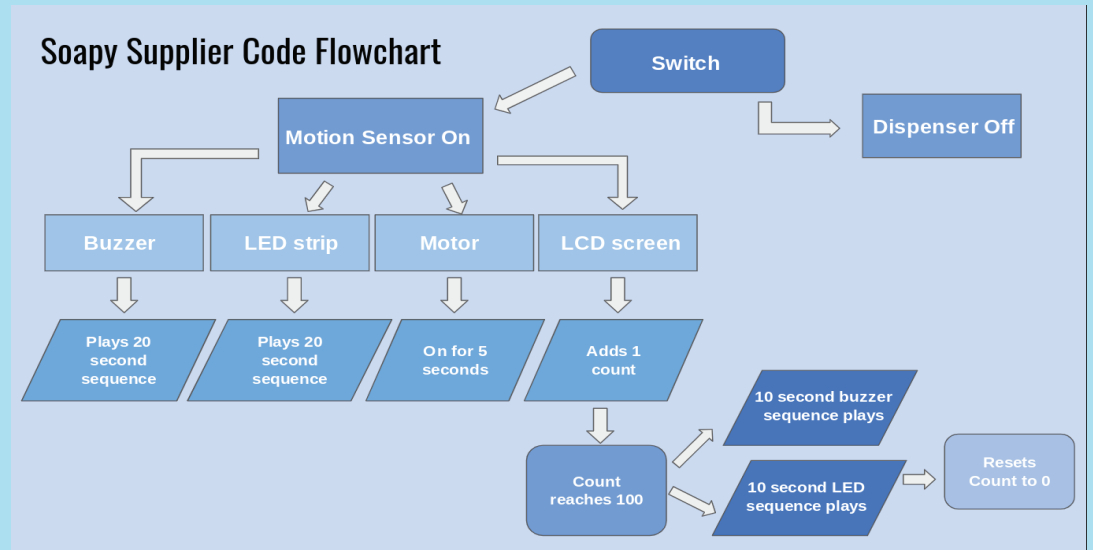 Soapy Supplier Code Flowchart
Switch
Motion Sensor On
Dispenser Off
Buzzer
LED strip
Motor
LCD screen
Plays 20
second
sequence
Plays 20
second
sequence
On for 5
seconds
Adds 1
count
10 second buzzer
sequence plays
Count
reaches 100
10 second LED
sequence plays
Resets
Count to 0